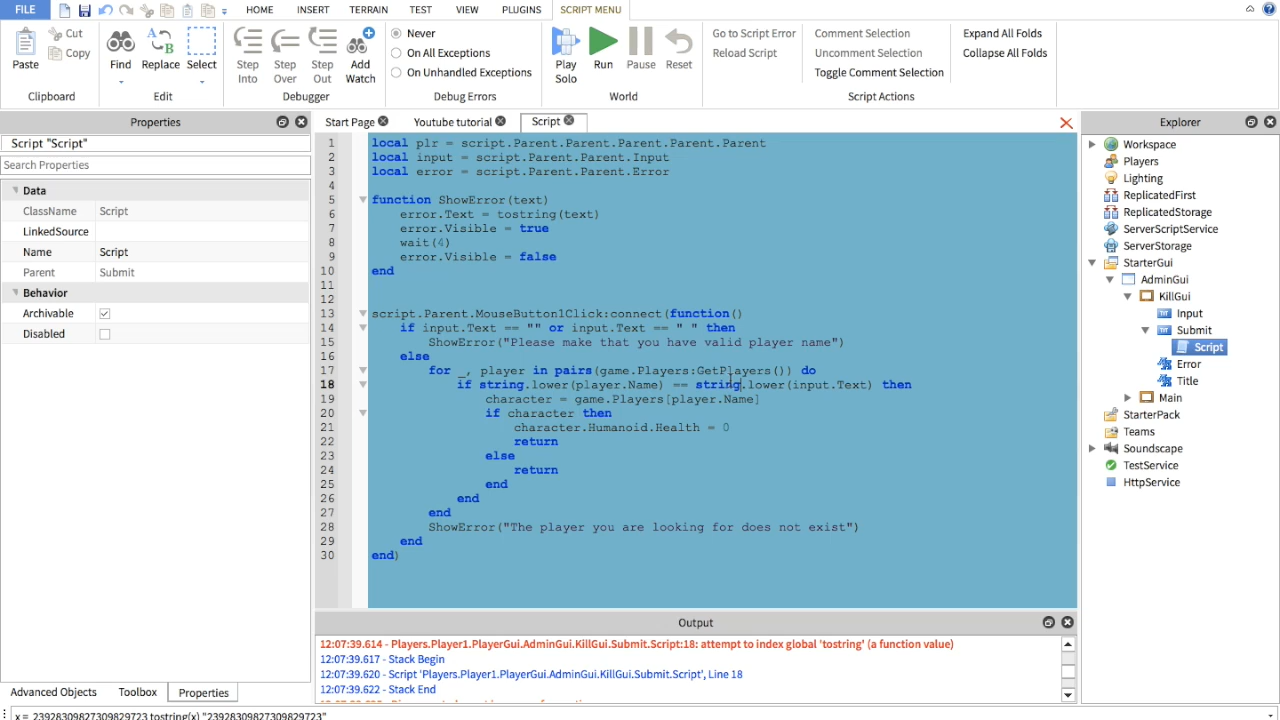 FILE HOME INSERT TERRAIN TEST VIEW PLUGINS SCRIPT MENU
Paste Cut Copy Clipboard
Find Replace Select Edit
Step Into Step Over Step Out Add Watch Debugger
Never
On All Exceptions
On Unhandled Exceptions
Debug Errors
Play Solo Run Pause Reset World
Go to Script Error
Reload Script
Comment Selection
Uncomment Selection
Toggle Comment Selection
Expand All Folds
Collapse All Folds
Script Actions
Properties
Script "Script"
Search Properties
Data
ClassName Script
LinkedSource
Name Script
Parent Submit
Behavior
Archivable
Disabled
Advanced Objects Toolbox Properties
Start Page Youtube tutorial Script
1 local plr = script.Parent.Parent.Parent.Parent.Parent
2 local input = script.Parent.Parent.Input
3 local error = script.Parent.Parent.Error
4
5 function ShowError(text)
6 error.Text = tostring(text)
7 error.Visible = true
8 wait(4)
9 error.Visible = false
10 end
11
12
13 script.Parent.MouseButton1Click:connect(function()
14 if input.Text == "" or input.Text == " " then
15 ShowError("Please make that you have valid player name")
16 else
17 for _, player in pairs(game.Players:GetPlayers()) do
18 if string.lower(player.Name) == string.lower(input.Text) then
19 character = game.Players[player.Name]
20 if character then
21 character.Humanoid.Health = 0
22 return
23 else
24 return
25 end
26 end
27 end
28 ShowError("The player you are looking for does not exist")
29 end
30 end)
Output
12:07:39.614 - Players.Player1.PlayerGui.AdminGui.KillGui.Submit.Script:18: attempt to index global 'tostring' (a function value)
12:07:39.617 - Stack Begin
12:07:39.620 - Script 'Players.Player1.PlayerGui.AdminGui.KillGui.Submit.Script', Line 18
12:07:39.622 - Stack End
Explorer
Workspace
Players
Lighting
ReplicatedFirst
ReplicatedStorage
ServerScriptService
ServerStorage
StarterGui
AdminGui
KillGui
Input
Submit
Script
Error
Title
Main
StarterPack
Teams
Soundscape
TestService
HttpService